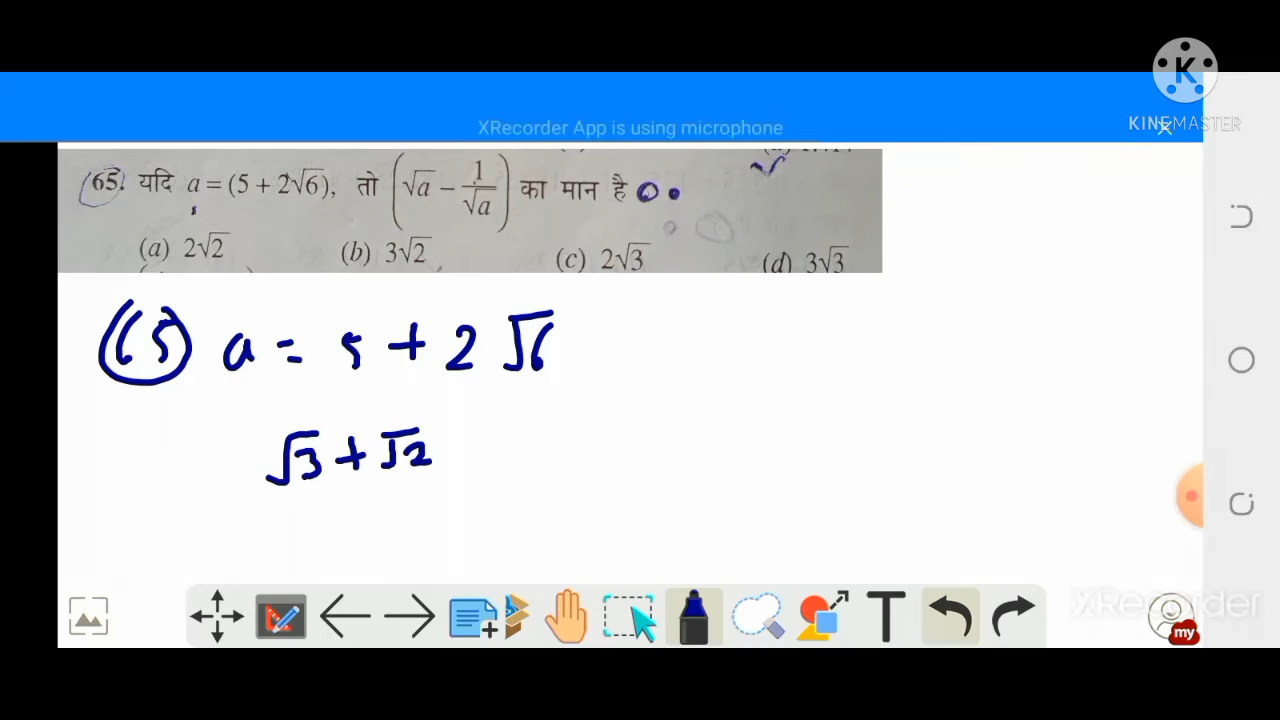 KINEMASTER
XRecorder App is using microphone
65. यदि a = (5 + 2√6), तो (√a − 1/√a) का मान है
(a) 2√2 (b) 3√2 (c) 2√3 (d) 3√3
65 a = 5 + 2 √6
√3 + √2
T
XRecorder
my